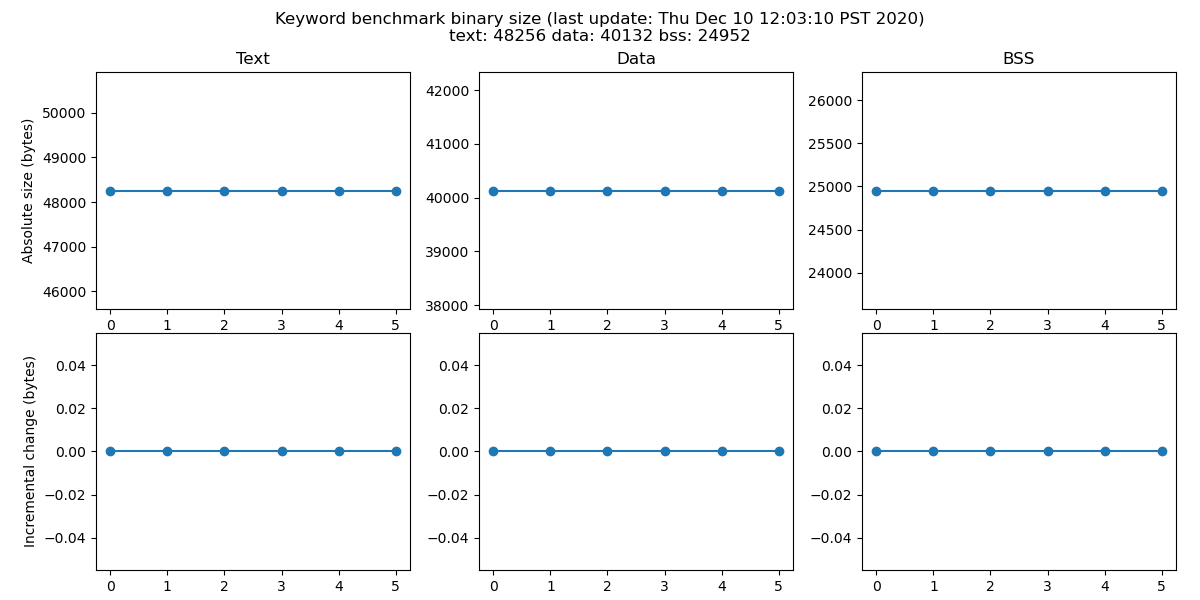 Keyword benchmark binary size (last update: Thu Dec 10 12:03:10 PST 2020)
text: 48256 data: 40132 bss: 24952
Text
Absolute size (bytes)
50000
49000
48000
47000
46000
0 1 2 3 4 5
Data
42000
41000
40000
39000
38000
0 1 2 3 4 5
BSS
26000
25500
25000
24500
24000
0 1 2 3 4 5
Incremental change (bytes)
0.04
0.02
0.00
−0.02
−0.04
0 1 2 3 4 5
0.04
0.02
0.00
−0.02
−0.04
0 1 2 3 4 5
0.04
0.02
0.00
−0.02
−0.04
0 1 2 3 4 5